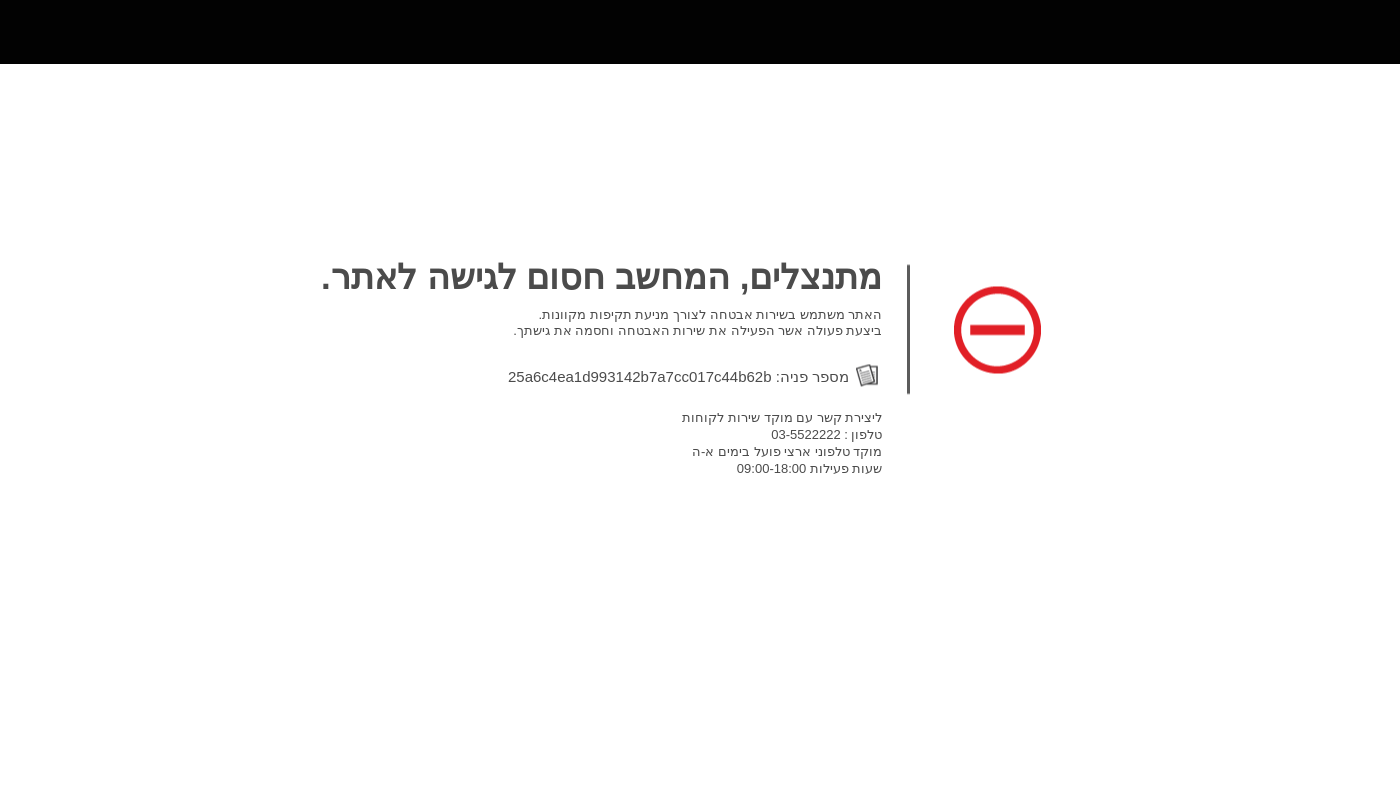 מתנצלים, המחשב חסום לגישה לאתר.
האתר משתמש בשירות אבטחה לצורך מניעת תקיפות מקוונות.
ביצעת פעולה אשר הפעילה את שירות האבטחה וחסמה את גישתך.
מספר פניה: 25a6c4ea1d993142b7a7cc017c44b62b
ליצירת קשר עם מוקד שירות לקוחות
טלפון : 03-5522222
מוקד טלפוני ארצי פועל בימים א-ה
שעות פעילות 09:00-18:00